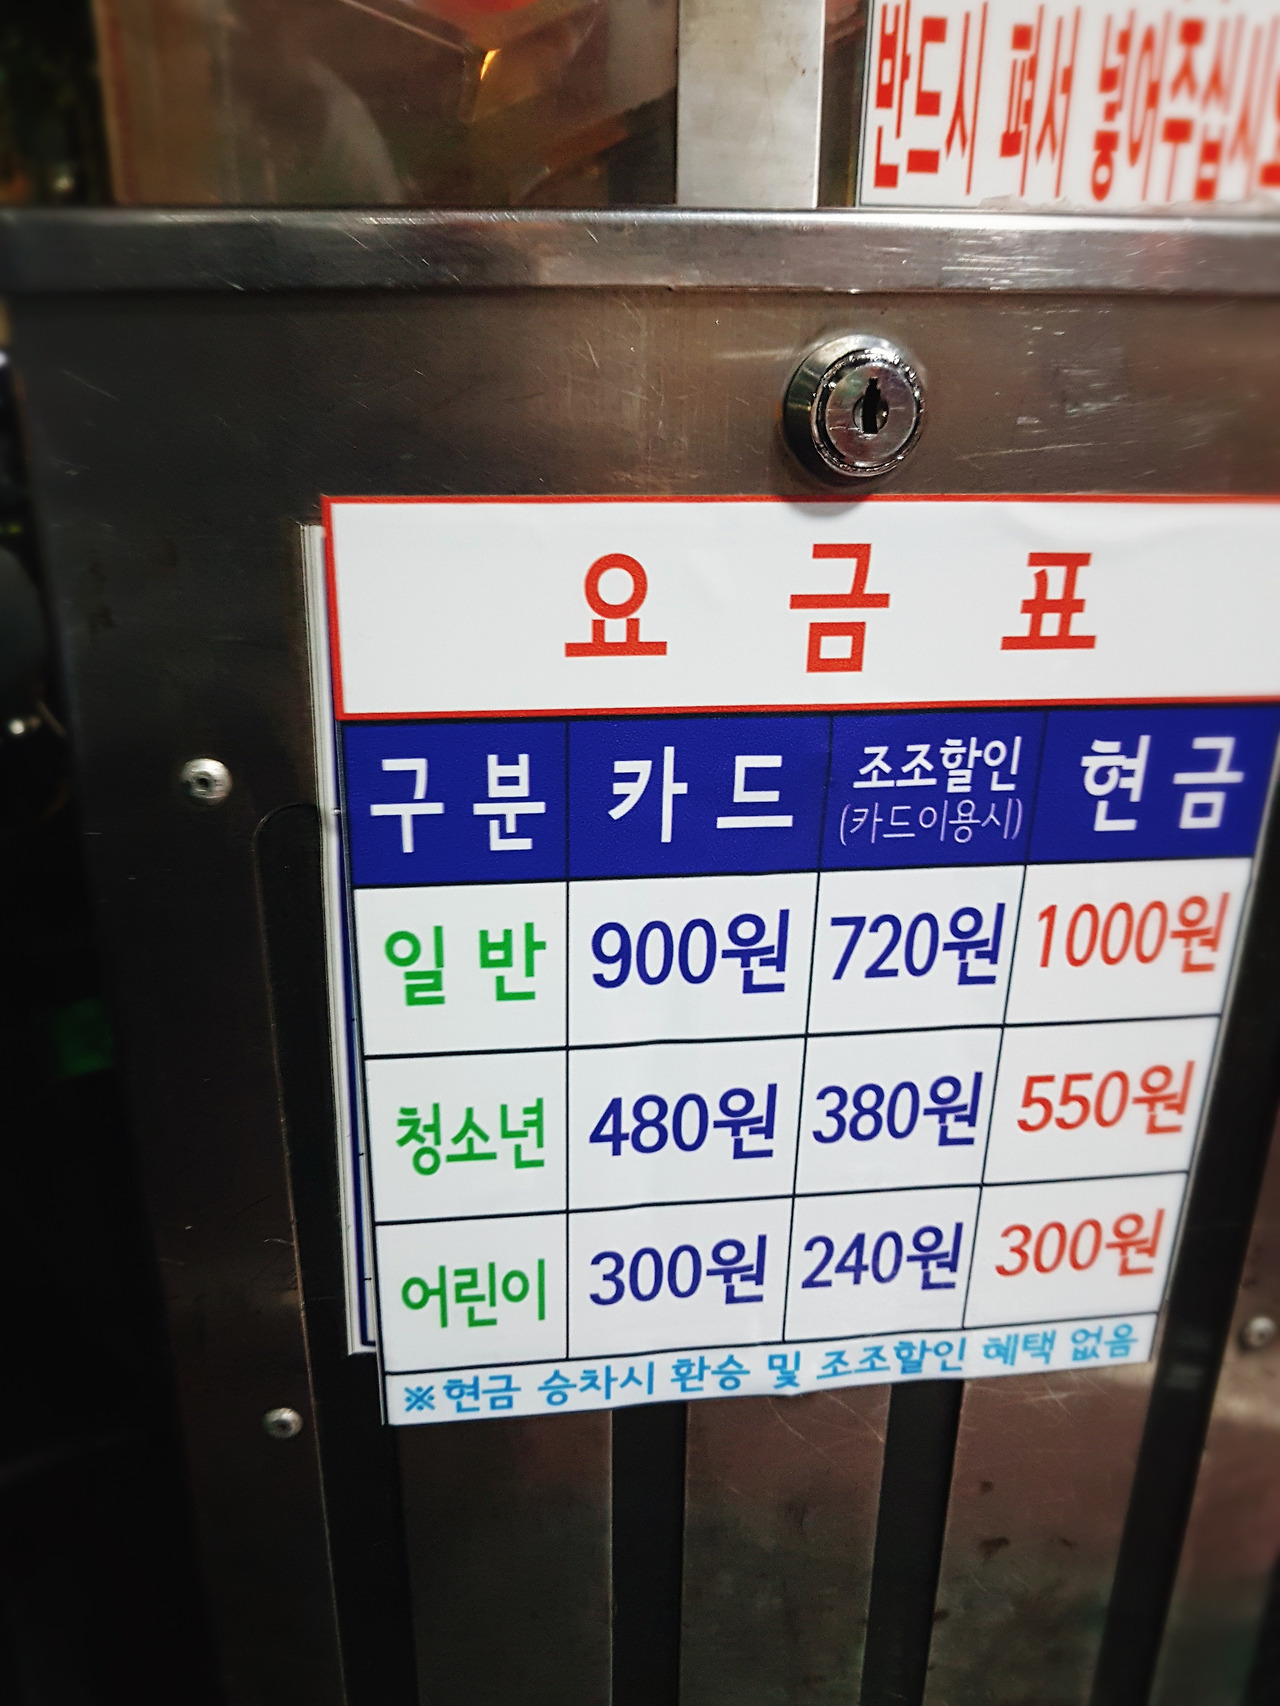 반드시 펴서 넣어주십시오
요 금 표
구 분 카 드 조조할인 현 금
(카드이용시)
일 반 900원 720원 1000원
청소년 480원 380원 550원
어린이 300원 240원 300원
※현금 승차시 환승 및 조조할인 혜택 없음